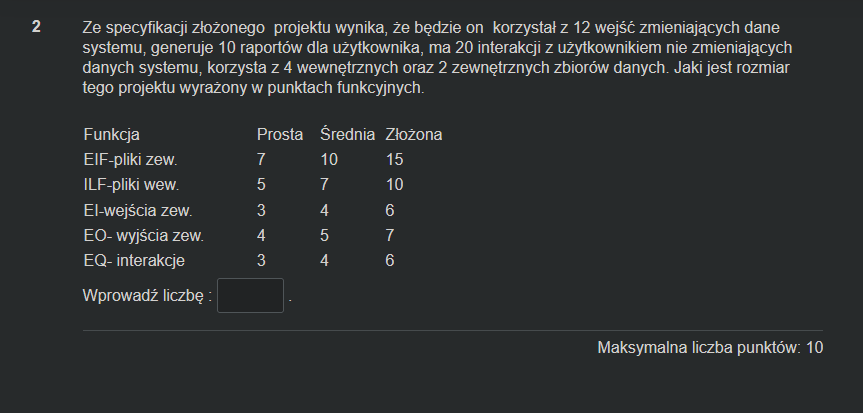 2 Ze specyfikacji złożonego projektu wynika, że będzie on korzystał z 12 wejść zmieniających dane
systemu, generuje 10 raportów dla użytkownika, ma 20 interakcji z użytkownikiem nie zmieniających
danych systemu, korzysta z 4 wewnętrznych oraz 2 zewnętrznych zbiorów danych. Jaki jest rozmiar
tego projektu wyrażony w punktach funkcyjnych.
Funkcja Prosta Średnia Złożona
EIF-pliki zew. 7 10 15
ILF-pliki wew. 5 7 10
EI-wejścia zew. 3 4 6
EO- wyjścia zew. 4 5 7
EQ- interakcje 3 4 6
Wprowadź liczbę : .
Maksymalna liczba punktów: 10